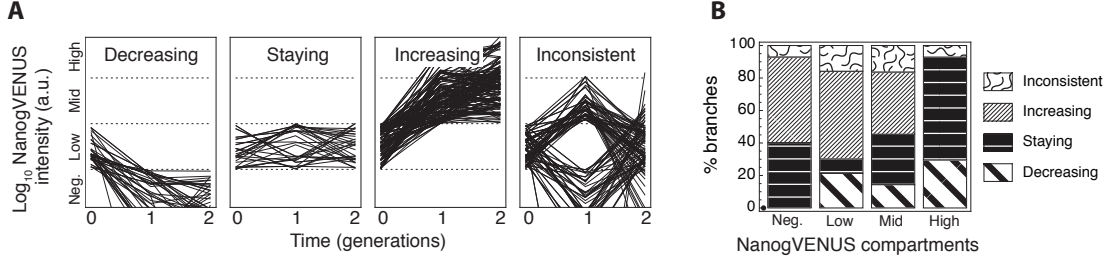 A
Log10 NanogVENUS
intensity (a.u.)
High
Mid
Low
Neg.
Decreasing
Staying
Increasing
Inconsistent
0 1 2
0 1 2
0 1 2
0 1 2
Time (generations)
B
% branches
100
80
60
40
20
0
Neg. Low Mid High
NanogVENUS compartments
Inconsistent
Increasing
Staying
Decreasing